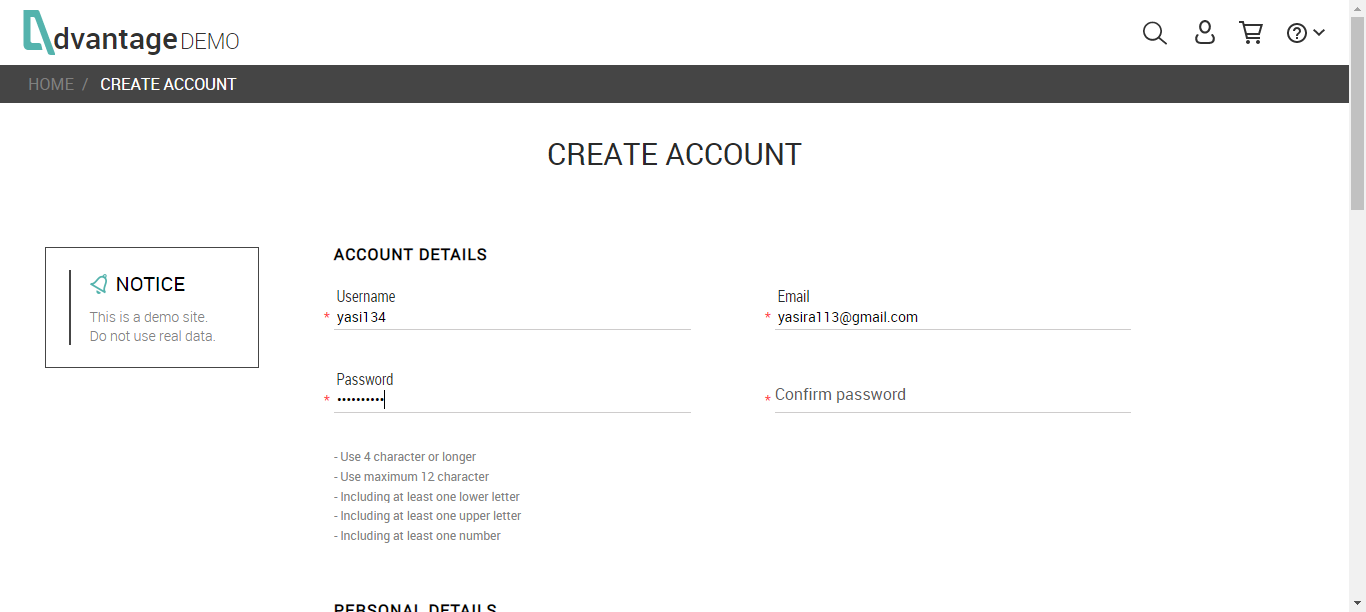 dvantage DEMO
HOME / CREATE ACCOUNT
CREATE ACCOUNT
NOTICE
This is a demo site.
Do not use real data.
ACCOUNT DETAILS
Username
* yasi134
Email
* yasira113@gmail.com
Password
* ••••••••••
* Confirm password
- Use 4 character or longer
- Use maximum 12 character
- Including at least one lower letter
- Including at least one upper letter
- Including at least one number
PERSONAL DETAILS